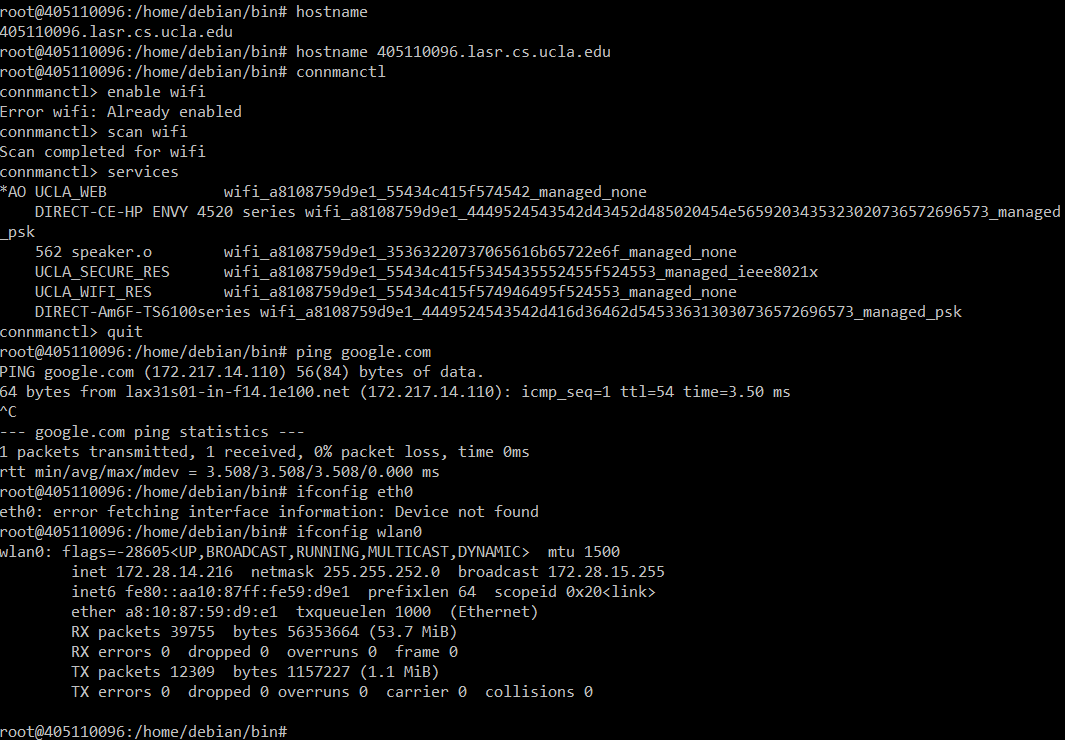 root@405110096:/home/debian/bin# hostname
405110096.lasr.cs.ucla.edu
root@405110096:/home/debian/bin# hostname 405110096.lasr.cs.ucla.edu
root@405110096:/home/debian/bin# connmanctl
connmanctl> enable wifi
Error wifi: Already enabled
connmanctl> scan wifi
Scan completed for wifi
connmanctl> services
*AO UCLA_WEB             wifi_a8108759d9e1_55434c415f574542_managed_none
    DIRECT-CE-HP ENVY 4520 series wifi_a8108759d9e1_4449524543542d43452d485020454e5659203435323020736572696573_managed
_psk
    562 speaker.o        wifi_a8108759d9e1_35363220737065616b65722e6f_managed_none
    UCLA_SECURE_RES      wifi_a8108759d9e1_55434c415f5345435552455f524553_managed_ieee8021x
    UCLA_WIFI_RES        wifi_a8108759d9e1_55434c415f574946495f524553_managed_none
    DIRECT-Am6F-TS6100series wifi_a8108759d9e1_4449524543542d416d36462d545336313030736572696573_managed_psk
connmanctl> quit
root@405110096:/home/debian/bin# ping google.com
PING google.com (172.217.14.110) 56(84) bytes of data.
64 bytes from lax31s01-in-f14.1e100.net (172.217.14.110): icmp_seq=1 ttl=54 time=3.50 ms
^C
--- google.com ping statistics ---
1 packets transmitted, 1 received, 0% packet loss, time 0ms
rtt min/avg/max/mdev = 3.508/3.508/3.508/0.000 ms
root@405110096:/home/debian/bin# ifconfig eth0
eth0: error fetching interface information: Device not found
root@405110096:/home/debian/bin# ifconfig wlan0
wlan0: flags=-28605<UP,BROADCAST,RUNNING,MULTICAST,DYNAMIC>  mtu 1500
        inet 172.28.14.216  netmask 255.255.252.0  broadcast 172.28.15.255
        inet6 fe80::aa10:87ff:fe59:d9e1  prefixlen 64  scopeid 0x20<link>
        ether a8:10:87:59:d9:e1  txqueuelen 1000  (Ethernet)
        RX packets 39755  bytes 56353664 (53.7 MiB)
        RX errors 0  dropped 0  overruns 0  frame 0
        TX packets 12309  bytes 1157227 (1.1 MiB)
        TX errors 0  dropped 0 overruns 0  carrier 0  collisions 0
root@405110096:/home/debian/bin#